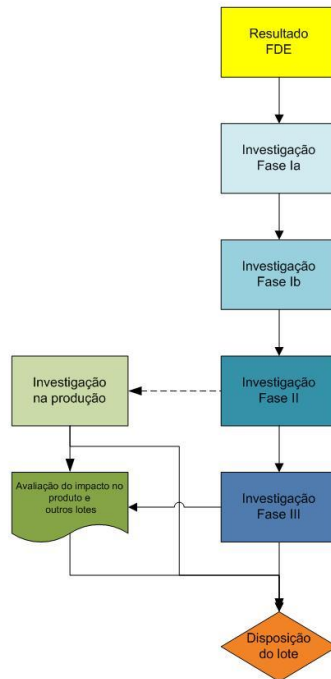 Resultado
FDE
Investigação
Fase Ia
Investigação
Fase Ib
Investigação
na produção
Investigação
Fase II
Avaliação do impacto no
produto e
outros lotes
Investigação
Fase III
Disposição
do lote